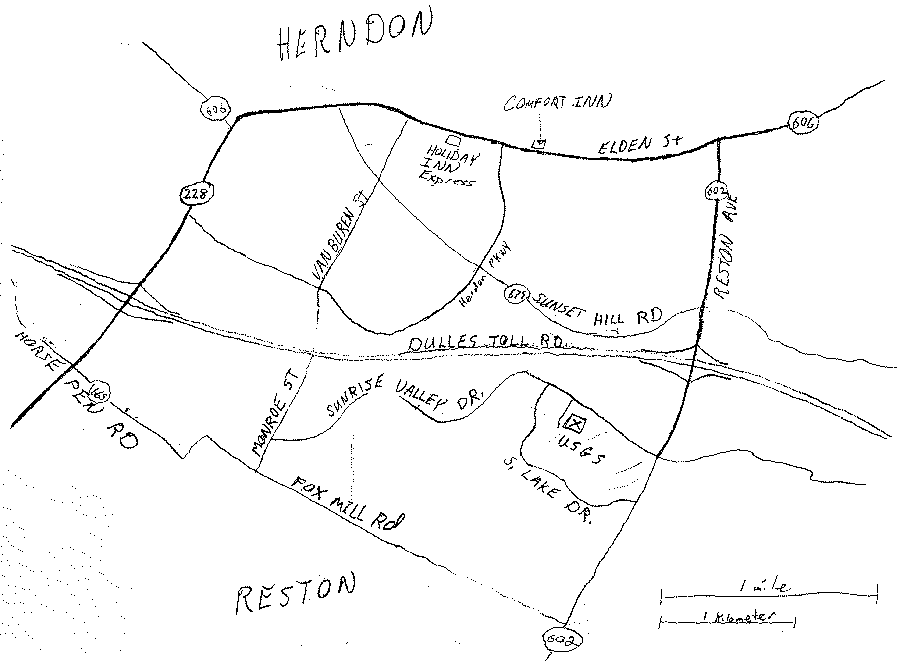 HERNDON
COMFORT INN
606
606
ELDEN St
HOLIDAY
INN
Express
228
602
VAN BUREN ST
RESTON AVE
Herndon PKWY
675
SUNSET HILL RD
DULLES TOLL RD.
HORSE PEN RD
MONROE ST
SUNRISE VALLEY DR.
USGS
S. LAKE DR.
FOX MILL Rd
RESTON
1 mile
1 Kilometer
602